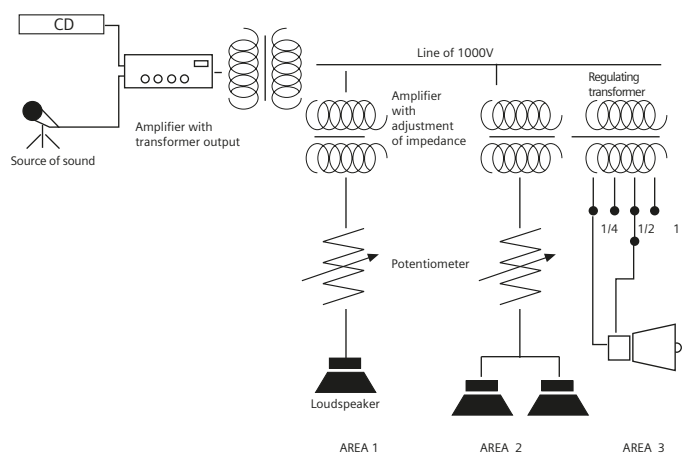 CD
Source of sound
Amplifier with
transformer output
Line of 1000V
Amplifier
with
adjustment
of impedance
Regulating
transformer
1/4 1/2 1
Potentiometer
Loudspeaker
AREA 1
AREA 2
AREA 3